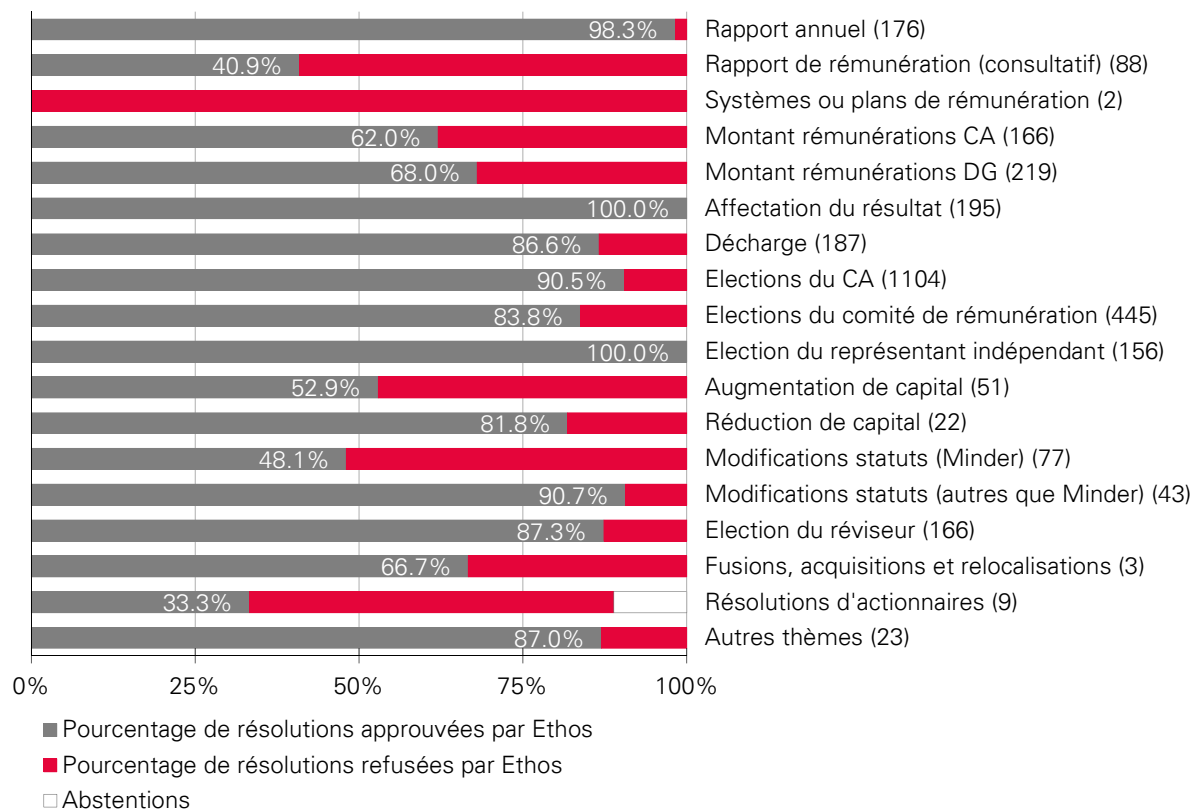 98.3% Rapport annuel (176)
40.9% Rapport de rémunération (consultatif) (88)
Systèmes ou plans de rémunération (2)
62.0% Montant rémunérations CA (166)
68.0% Montant rémunérations DG (219)
100.0% Affectation du résultat (195)
86.6% Décharge (187)
90.5% Elections du CA (1104)
83.8% Elections du comité de rémunération (445)
100.0% Election du représentant indépendant (156)
52.9% Augmentation de capital (51)
81.8% Réduction de capital (22)
48.1% Modifications statuts (Minder) (77)
90.7% Modifications statuts (autres que Minder) (43)
87.3% Election du réviseur (166)
66.7% Fusions, acquisitions et relocalisations (3)
33.3% Résolutions d'actionnaires (9)
87.0% Autres thèmes (23)
0% 25% 50% 75% 100%
Pourcentage de résolutions approuvées par Ethos
Pourcentage de résolutions refusées par Ethos
Abstentions